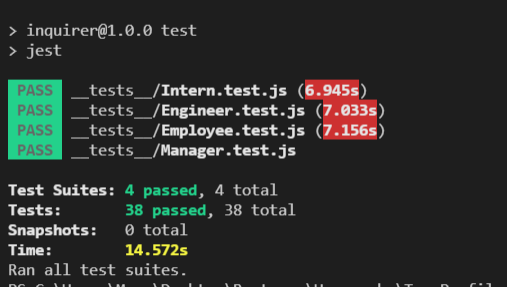 > inquirer@1.0.0 test
> jest
PASS __tests__/Intern.test.js (6.945s)
PASS __tests__/Engineer.test.js (7.033s)
PASS __tests__/Employee.test.js (7.156s)
PASS __tests__/Manager.test.js
Test Suites: 4 passed, 4 total
Tests: 38 passed, 38 total
Snapshots: 0 total
Time: 14.572s
Ran all test suites.